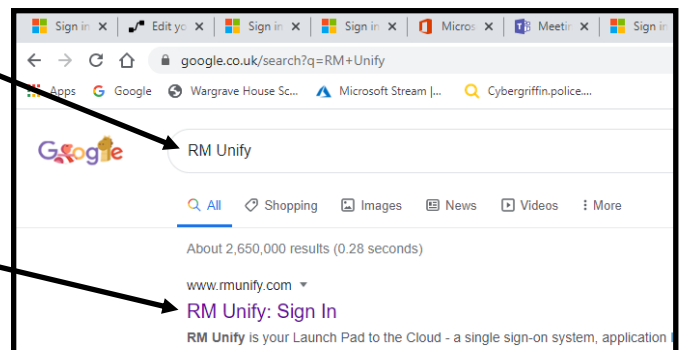 Sign in Edit yo Sign in Sign in Micros Meetin Sign in
google.co.uk/search?q=RM+Unify
Apps Google Wargrave House Sc... Microsoft Stream |... Cybergriffin.police....
Google RM Unify
All Shopping Images News Videos More
About 2,650,000 results (0.28 seconds)
www.rmunify.com
RM Unify: Sign In
RM Unify is your Launch Pad to the Cloud - a single sign-on system, application